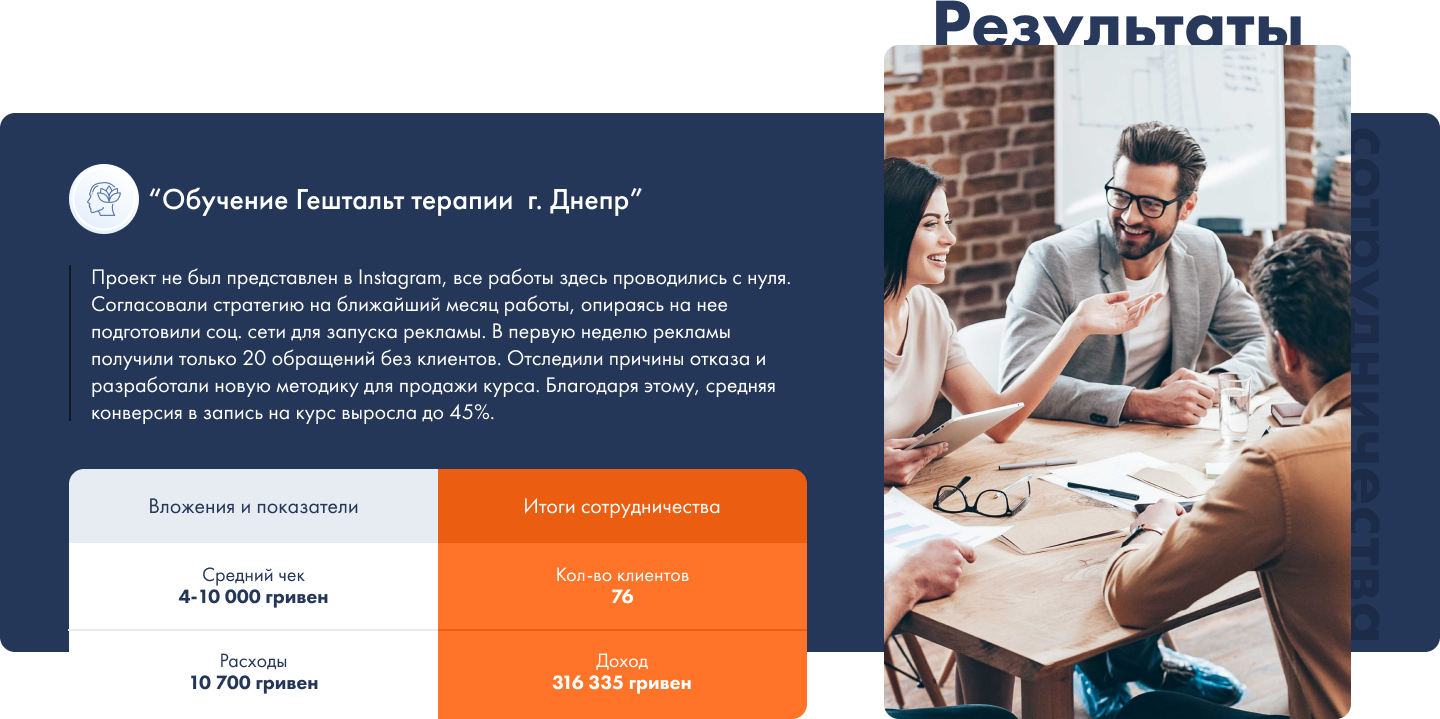 Результаты
сотрудничества
“Обучение Гештальт терапии г. Днепр”
Проект не был представлен в Instagram, все работы здесь проводились с нуля.
Согласовали стратегию на ближайший месяц работы, опираясь на нее
подготовили соц. сети для запуска рекламы. В первую неделю рекламы
получили только 20 обращений без клиентов. Отследили причины отказа и
разработали новую методику для продажи курса. Благодаря этому, средняя
конверсия в запись на курс выросла до 45%.
Вложения и показатели
Итоги сотрудничества
Средний чек
4-10 000 гривен
Кол-во клиентов
76
Расходы
10 700 гривен
Доход
316 335 гривен